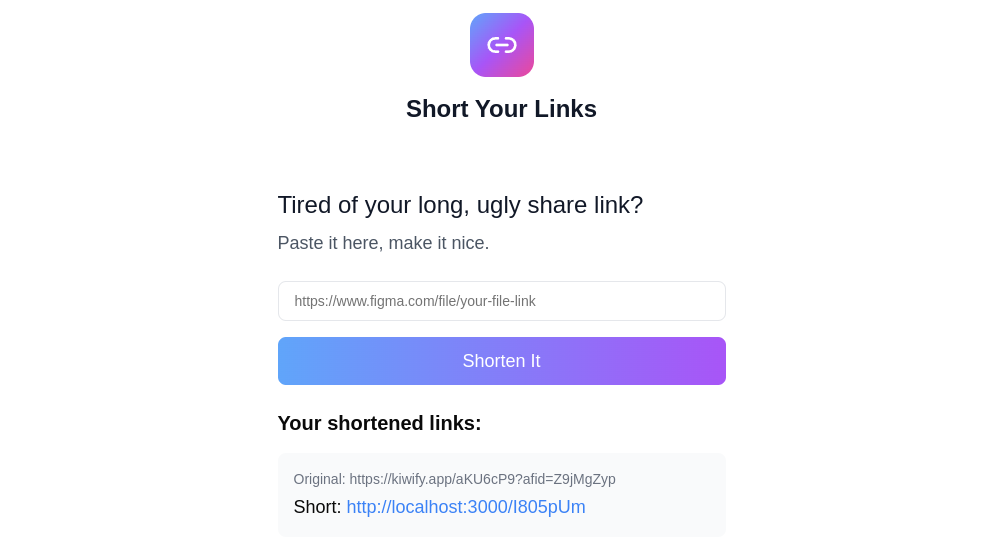 Short Your Links
Tired of your long, ugly share link?
Paste it here, make it nice.
https://www.figma.com/file/your-file-link
Shorten It
Your shortened links:
Original: https://kiwify.app/aKU6cP9?afid=Z9jMgZyp
Short: http://localhost:3000/I805pUm